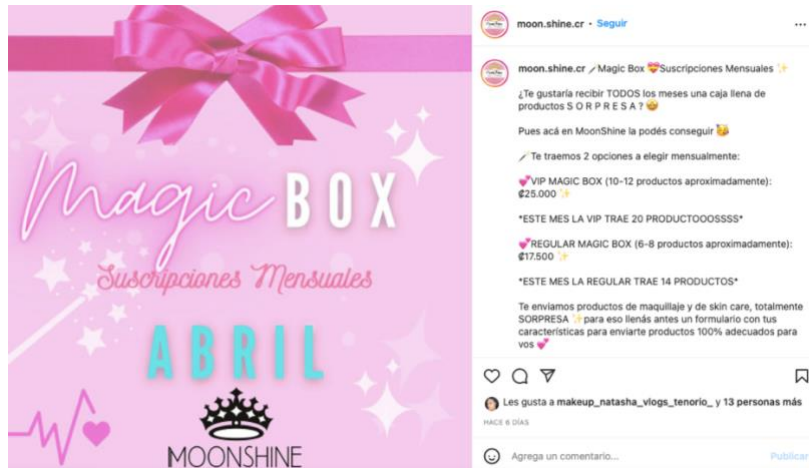 Magic BOX
Suscripciones Mensuales
ABRIL
MOONSHINE
moon.shine.cr • Seguir
moon.shine.cr 🪄Magic Box 💝Suscripciones Mensuales ✨
¿Te gustaría recibir TODOS los meses una caja llena de
productos S O R P R E S A ? 🤩
Pues acá en MoonShine la podés conseguir 🥳
🪄Te traemos 2 opciones a elegir mensualmente:
💕VIP MAGIC BOX (10-12 productos aproximadamente):
₡25.000 ✨
*ESTE MES LA VIP TRAE 20 PRODUCTOOOSSSS*
💕REGULAR MAGIC BOX (6-8 productos aproximadamente):
₡17.500 ✨
*ESTE MES LA REGULAR TRAE 14 PRODUCTOS*
Te enviamos productos de maquillaje y de skin care, totalmente
SORPRESA ✨para eso llenás antes un formulario con tus
características para enviarte productos 100% adecuados para
vos 💕
Les gusta a makeup_natasha_vlogs_tenorio_ y 13 personas más
HACE 6 DÍAS
Agrega un comentario...
Publicar